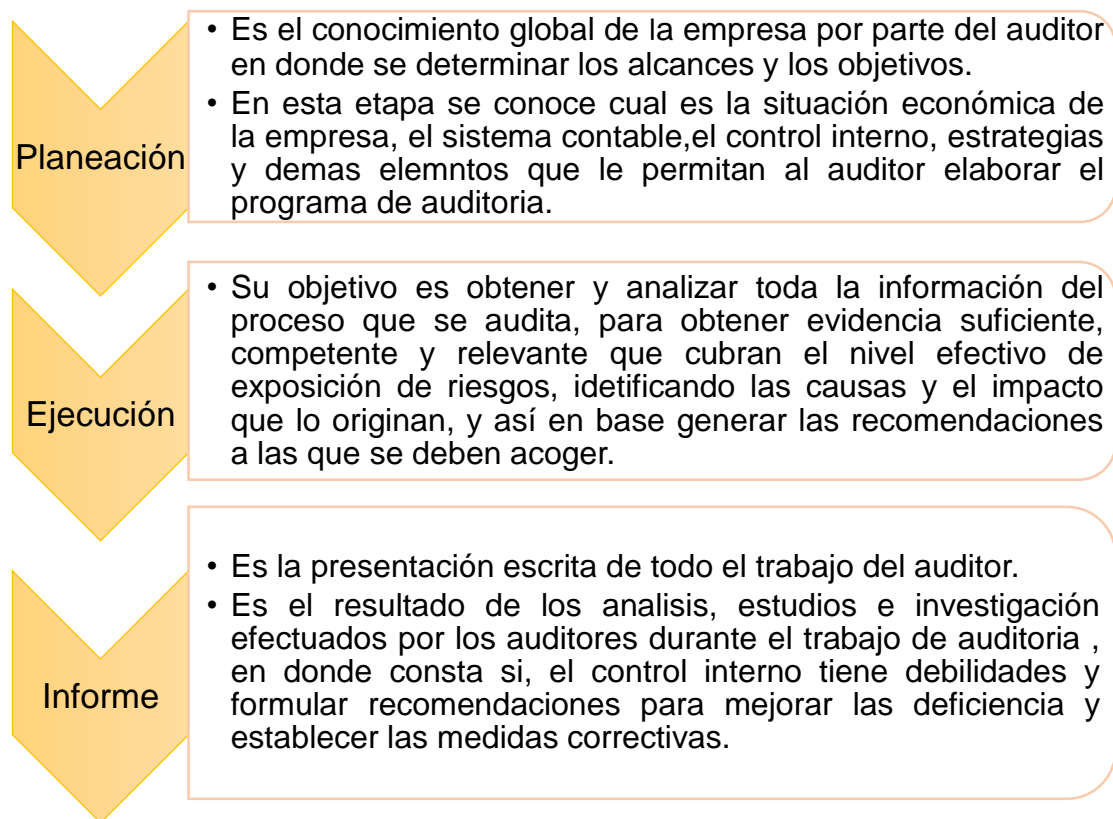 Planeación
• Es el conocimiento global de la empresa por parte del auditor
en donde se determinar los alcances y los objetivos.
• En esta etapa se conoce cual es la situación económica de
la empresa, el sistema contable,el control interno, estrategias
y demas elemntos que le permitan al auditor elaborar el
programa de auditoria.
Ejecución
• Su objetivo es obtener y analizar toda la información del
proceso que se audita, para obtener evidencia suficiente,
competente y relevante que cubran el nivel efectivo de
exposición de riesgos, idetificando las causas y el impacto
que lo originan, y así en base generar las recomendaciones
a las que se deben acoger.
Informe
• Es la presentación escrita de todo el trabajo del auditor.
• Es el resultado de los analisis, estudios e investigación
efectuados por los auditores durante el trabajo de auditoria ,
en donde consta si, el control interno tiene debilidades y
formular recomendaciones para mejorar las deficiencia y
establecer las medidas correctivas.